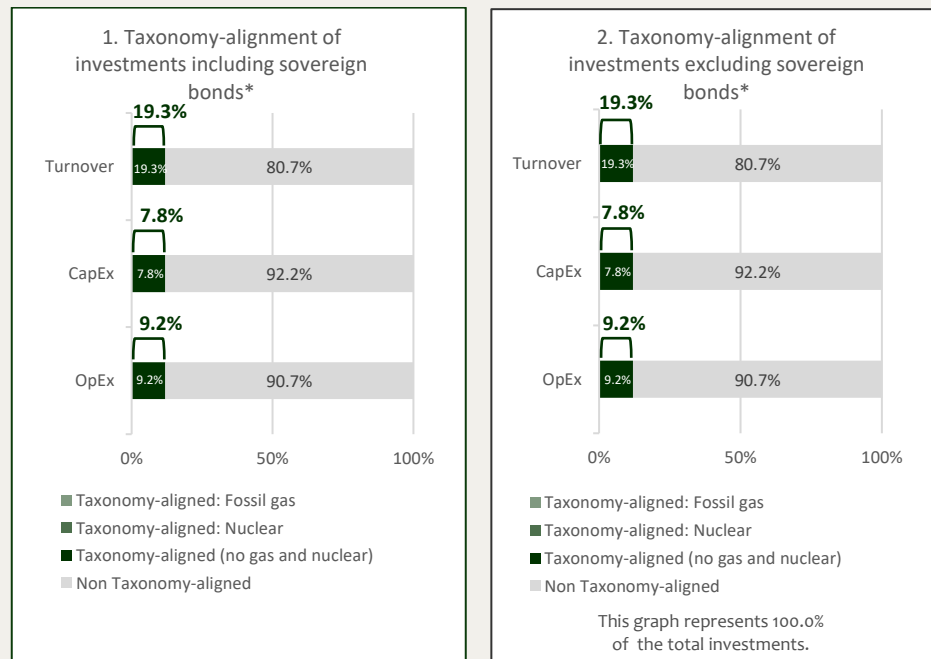 1. Taxonomy-alignment of
investments including sovereign
bonds*
19.3%
Turnover
19.3%
80.7%
7.8%
CapEx
7.8%
92.2%
9.2%
OpEx
9.2%
90.7%
0%
50%
100%
Taxonomy-aligned: Fossil gas
Taxonomy-aligned: Nuclear
Taxonomy-aligned (no gas and nuclear)
Non Taxonomy-aligned
2. Taxonomy-alignment of
investments excluding sovereign
bonds*
19.3%
Turnover
19.3%
80.7%
7.8%
CapEx
7.8%
92.2%
9.2%
OpEx
9.2%
90.7%
0%
50%
100%
Taxonomy-aligned: Fossil gas
Taxonomy-aligned: Nuclear
Taxonomy-aligned (no gas and nuclear)
Non Taxonomy-aligned
This graph represents 100.0%
of the total investments.